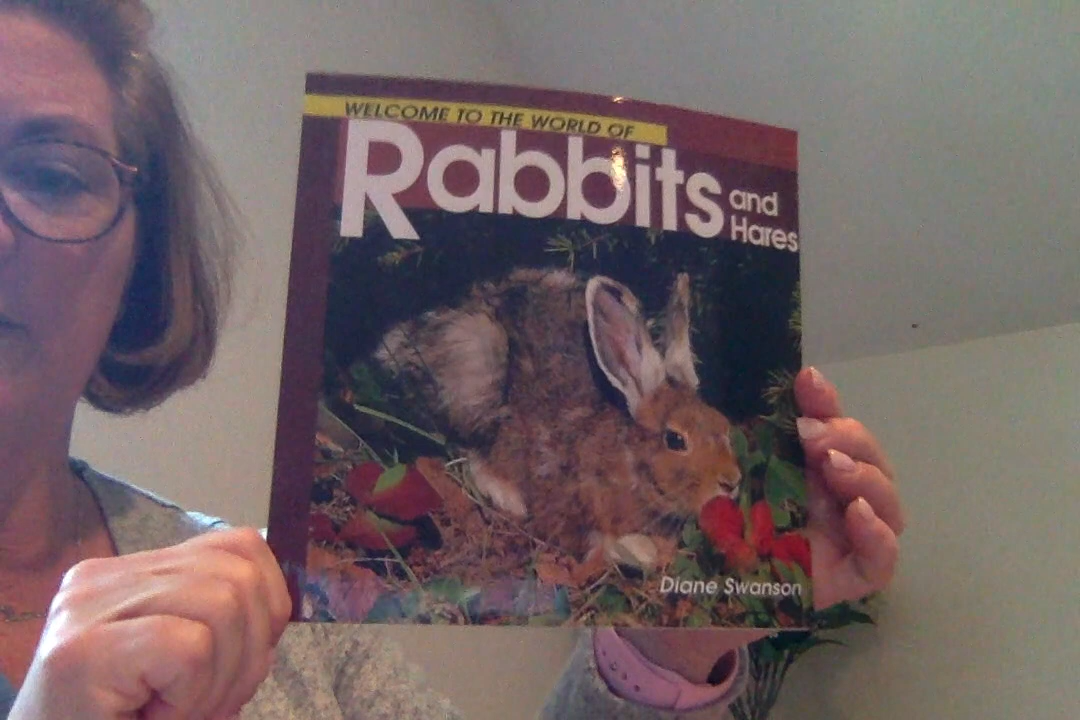 WELCOME TO THE WORLD OF
Rabbits
and
Hares
Diane Swanson